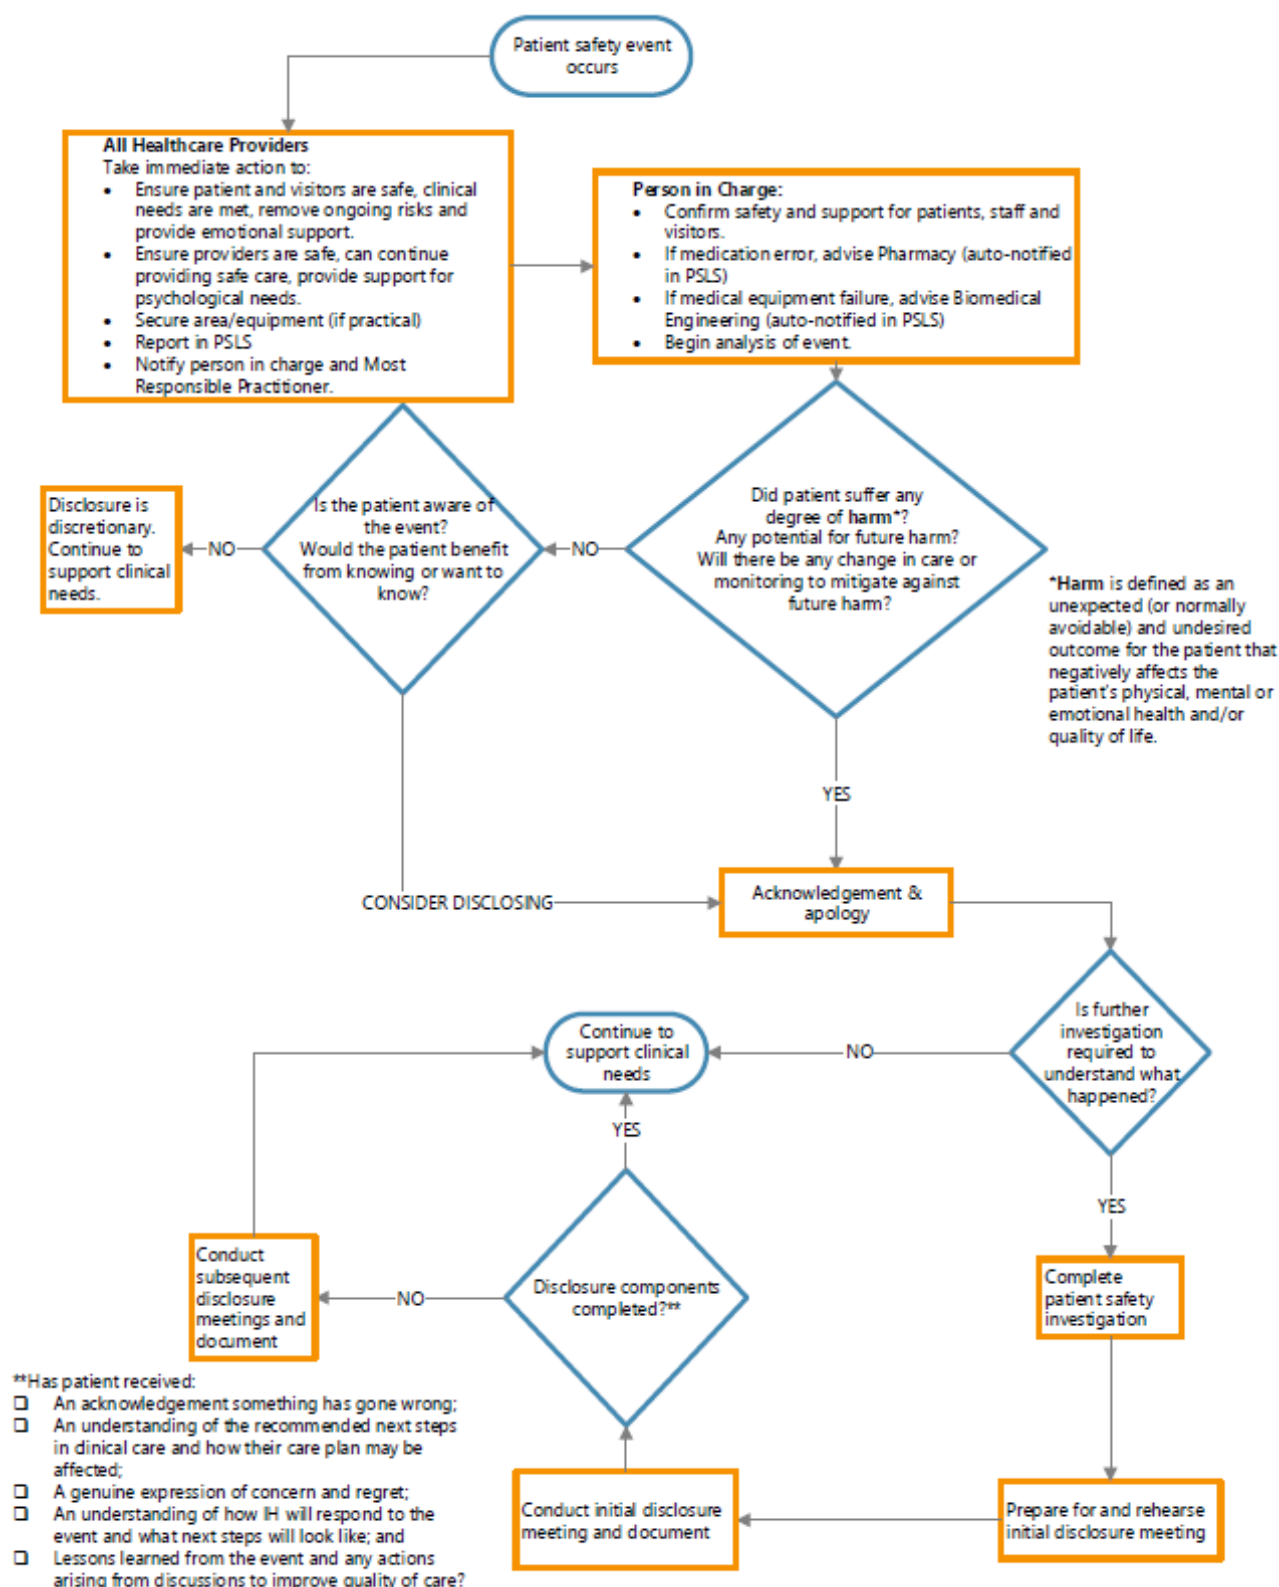 Patient safety event
occurs
All Healthcare Providers
Take immediate action to:
• Ensure patient and visitors are safe, clinical
needs are met, remove ongoing risks and
provide emotional support.
• Ensure providers are safe, can continue
providing safe care, provide support for
psychological needs.
• Secure area/equipment (if practical)
• Report in PSLS
• Notify person in charge and Most
Responsible Practitioner.
Person in Charge:
• Confirm safety and support for patients, staff and
visitors.
• If medication error, advise Pharmacy (auto-notified
in PSLS)
• If medical equipment failure, advise Biomedical
Engineering (auto-notified in PSLS)
• Begin analysis of event.
Did patient suffer any
degree of harm*?
Any potential for future harm?
Will there be any change in care or
monitoring to mitigate against
future harm?
NO
Is the patient aware of
the event?
Would the patient benefit
from knowing or want to
know?
NO
Disclosure is
discretionary.
Continue to
support clinical
needs.
*Harm is defined as an
unexpected (or normally
avoidable) and undesired
outcome for the patient that
negatively affects the
patient's physical, mental or
emotional health and/or
quality of life.
YES
CONSIDER DISCLOSING
Acknowledgement &
apology
Is further
investigation
required to
understand what
happened?
NO
Continue to
support clinical
needs
YES
YES
Complete
patient safety
investigation
Prepare for and rehearse
initial disclosure meeting
Conduct initial disclosure
meeting and document
Disclosure components
completed?**
NO
Conduct
subsequent
disclosure
meetings and
document
**Has patient received:
❑ An acknowledgement something has gone wrong;
❑ An understanding of the recommended next steps
in clinical care and how their care plan may be
affected;
❑ A genuine expression of concern and regret;
❑ An understanding of how IH will respond to the
event and what next steps will look like; and
❑ Lessons learned from the event and any actions
arising from discussions to improve quality of care?